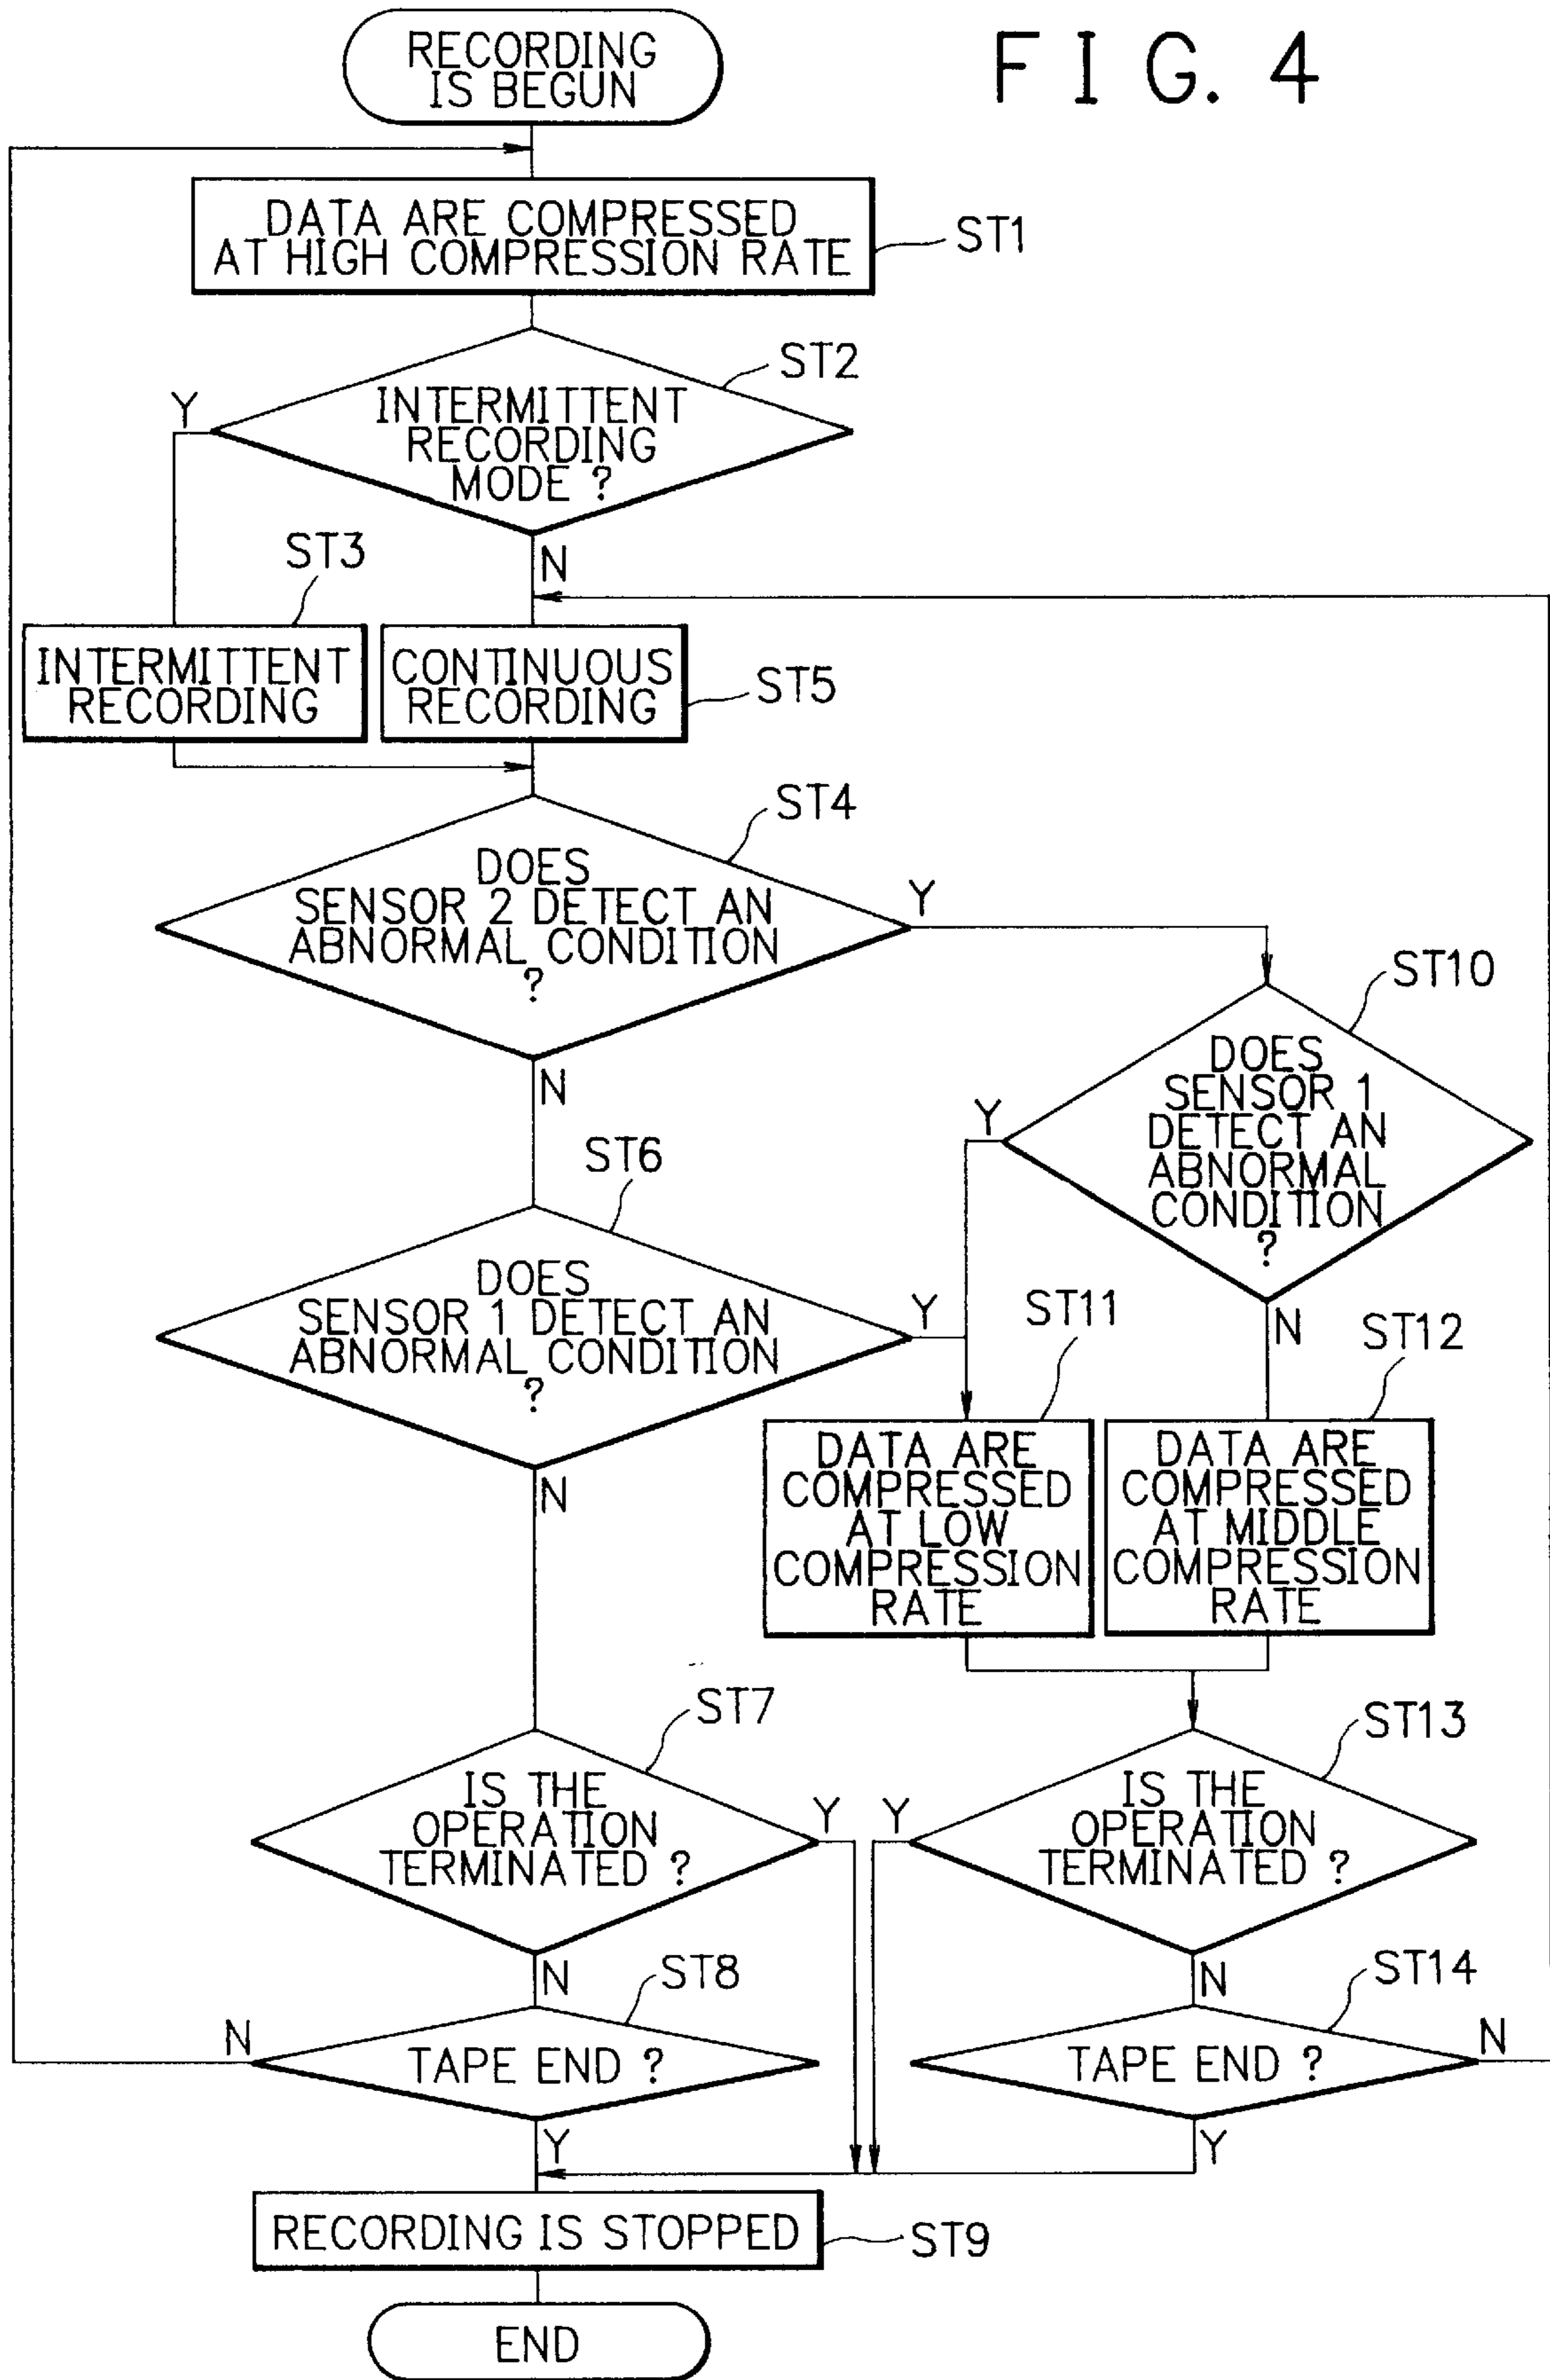 RECORDING
IS BEGUN
F I G. 4
DATA ARE COMPRESSED
AT HIGH COMPRESSION RATE
ST1
ST2
Y
INTERMITTENT
RECORDING
MODE ?
N
ST3
INTERMITTENT
RECORDING
CONTINUOUS
RECORDING
ST5
ST4
DOES
SENSOR 2 DETECT AN
ABNORMAL CONDITION
?
Y
N
ST10
DOES
SENSOR 1
DETECT AN
ABNORMAL
CONDITION
?
Y
N
ST6
DOES
SENSOR 1 DETECT AN
ABNORMAL CONDITION
?
Y
N
ST11
DATA ARE
COMPRESSED
AT LOW
COMPRESSION
RATE
ST12
DATA ARE
COMPRESSED
AT MIDDLE
COMPRESSION
RATE
ST7
IS THE
OPERATION
TERMINATED ?
Y
N
ST13
IS THE
OPERATION
TERMINATED ?
Y
N
ST8
N
TAPE END ?
Y
ST14
TAPE END ?
N
Y
RECORDING IS STOPPED
ST9
END